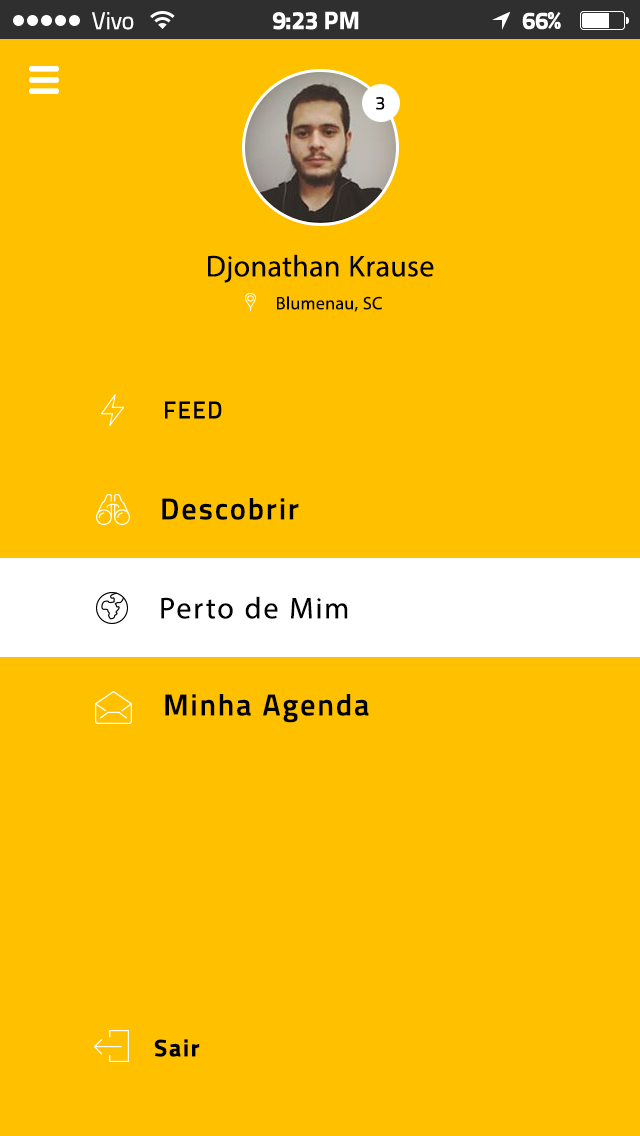 Vivo 9:23 PM 66%
3
Djonathan Krause
Blumenau, SC
FEED
Descobrir
Perto de Mim
Minha Agenda
Sair